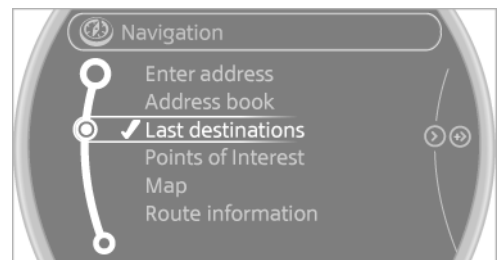 Navigation
Enter address
Address book
Last destinations
Points of Interest
Map
Route information